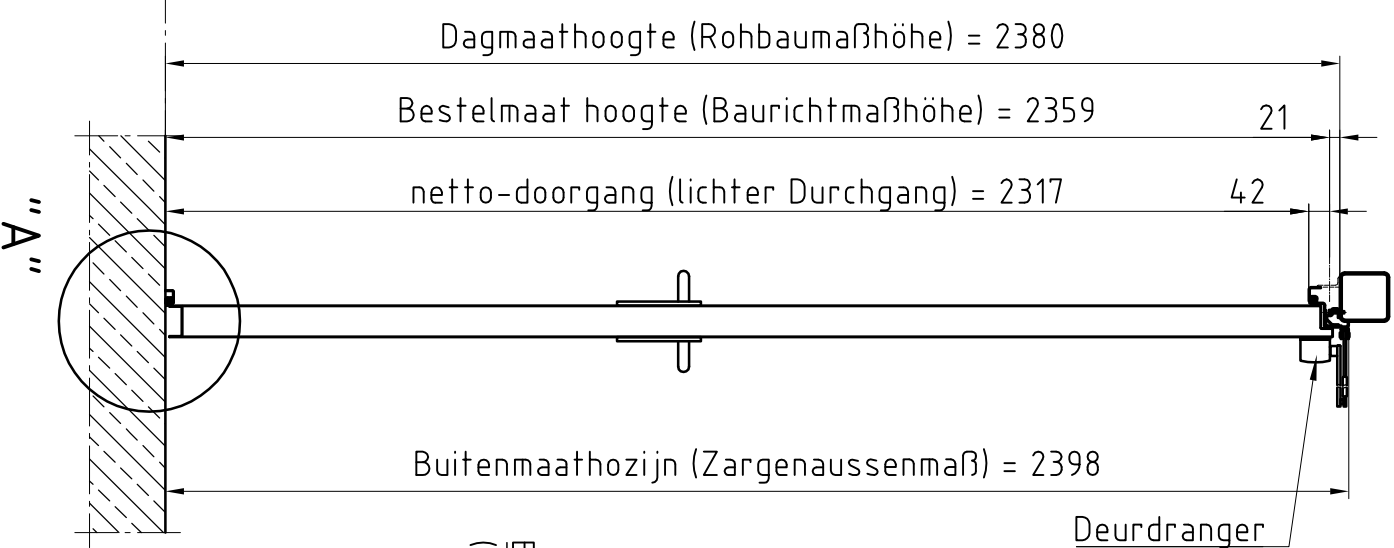 Dagmaathoogte (Rohbaumaßhöhe) = 2380
Bestelmaat hoogte (Baurichtmaßhöhe) = 2359
21
netto-doorgang (lichter Durchgang) = 2317
42
"A"
Buitenmaathozijn (Zargenaussenmaß) = 2398
Deurdranger